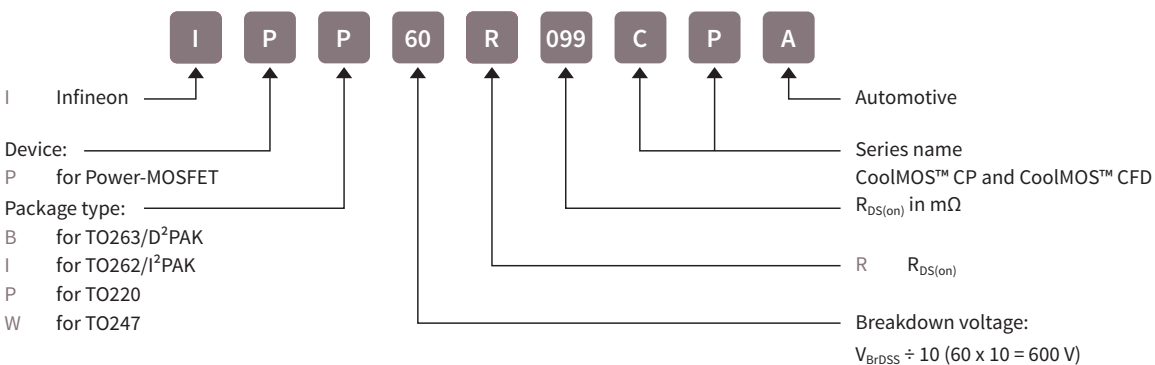 I P P 60 R 099 C P A
I Infineon
Device:
P for Power-MOSFET
Package type:
B for TO263/D²PAK
I for TO262/I²PAK
P for TO220
W for TO247
Automotive
Series name
CoolMOS™ CP and CoolMOS™ CFD
RDS(on) in mΩ
R RDS(on)
Breakdown voltage:
VBrDSS ÷ 10 (60 x 10 = 600 V)